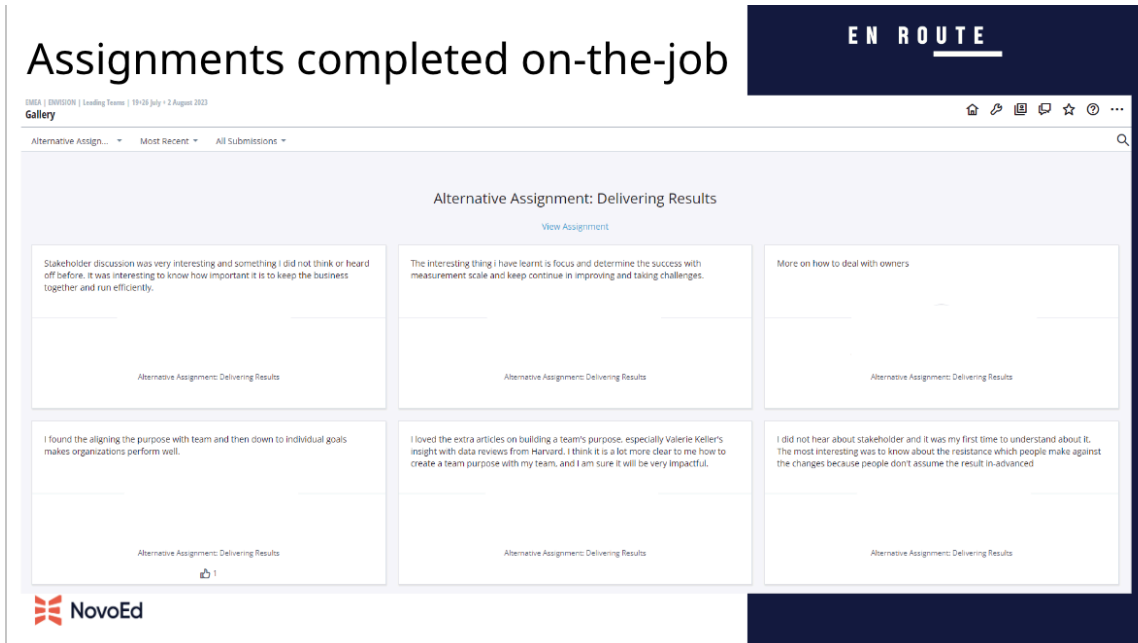 Assignments completed on-the-job
EN ROUTE
EMEA | ENVISION | Leading Teams | 19+26 July + 2 August 2023
Gallery
Alternative Assign...
Most Recent
All Submissions
Alternative Assignment: Delivering Results
View Assignment
Stakeholder discussion was very interesting and something I did not think or heard
off before. It was interesting to know how important it is to keep the business
together and run efficiently.
Alternative Assignment: Delivering Results
The interesting thing i have learnt is focus and determine the success with
measurement scale and keep continue in improving and taking challenges.
Alternative Assignment: Delivering Results
More on how to deal with owners
Alternative Assignment: Delivering Results
I found the aligning the purpose with team and then down to individual goals
makes organizations perform well.
Alternative Assignment: Delivering Results
1
I loved the extra articles on building a team's purpose, especially Valerie Keller's
insight with data reviews from Harvard. I think it is a lot more clear to me how to
create a team purpose with my team, and I am sure it will be very impactful.
Alternative Assignment: Delivering Results
I did not hear about stakeholder and it was my first time to understand about it.
The most interesting was to know about the resistance which people make against
the changes because people don't assume the result in-advanced
Alternative Assignment: Delivering Results
NovoEd